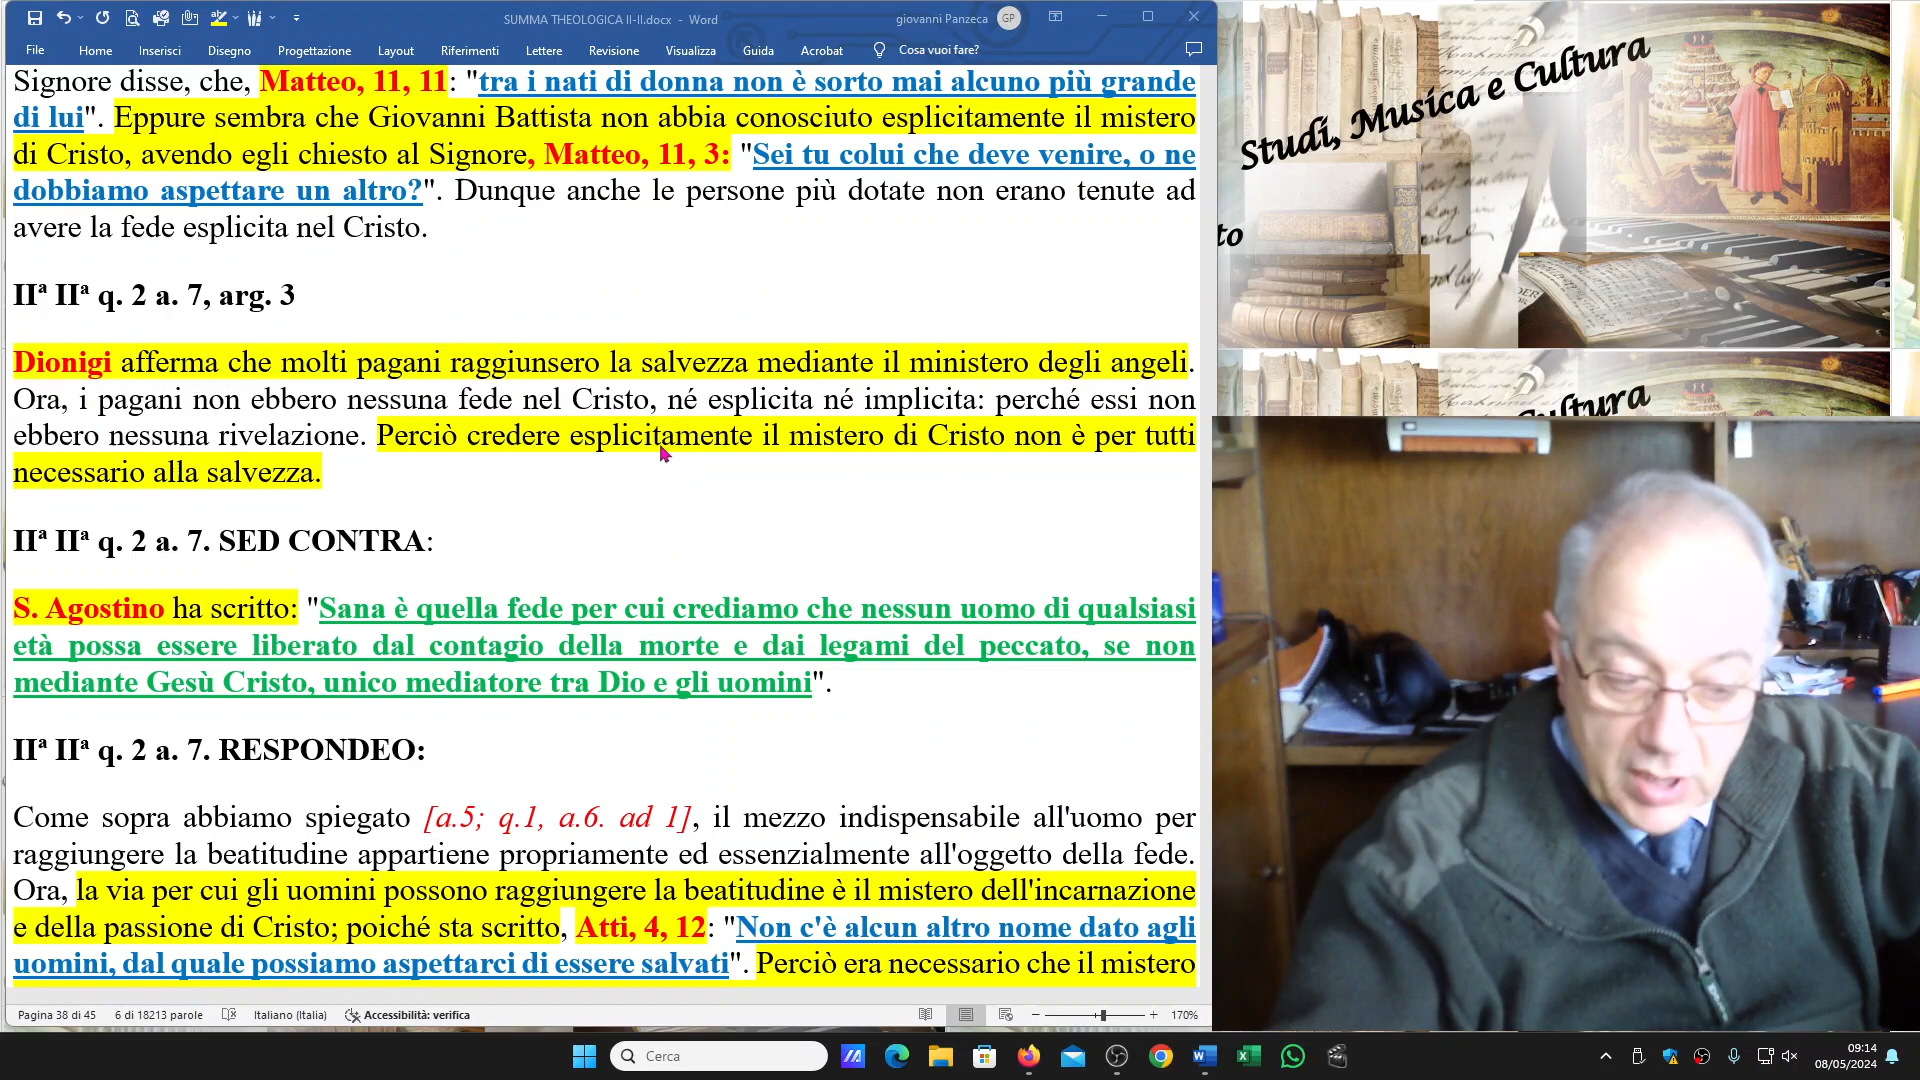 SUMMA THEOLOGICA II-II.docx - Word
giovanni Panzeca GP
File Home Inserisci Disegno Progettazione Layout Riferimenti Lettere Revisione Visualizza Guida Acrobat Cosa vuoi fare?
Signore disse, che, Matteo, 11, 11: "tra i nati di donna non è sorto mai alcuno più grande
di lui". Eppure sembra che Giovanni Battista non abbia conosciuto esplicitamente il mistero
di Cristo, avendo egli chiesto al Signore, Matteo, 11, 3: "Sei tu colui che deve venire, o ne
dobbiamo aspettare un altro?". Dunque anche le persone più dotate non erano tenute ad
avere la fede esplicita nel Cristo.
IIª IIª q. 2 a. 7, arg. 3
Dionigi afferma che molti pagani raggiunsero la salvezza mediante il ministero degli angeli.
Ora, i pagani non ebbero nessuna fede nel Cristo, né esplicita né implicita: perché essi non
ebbero nessuna rivelazione. Perciò credere esplicitamente il mistero di Cristo non è per tutti
necessario alla salvezza.
IIª IIª q. 2 a. 7. SED CONTRA:
S. Agostino ha scritto: "Sana è quella fede per cui crediamo che nessun uomo di qualsiasi
età possa essere liberato dal contagio della morte e dai legami del peccato, se non
mediante Gesù Cristo, unico mediatore tra Dio e gli uomini".
IIª IIª q. 2 a. 7. RESPONDEO:
Come sopra abbiamo spiegato [a.5; q.1, a.6. ad 1], il mezzo indispensabile all'uomo per
raggiungere la beatitudine appartiene propriamente ed essenzialmente all'oggetto della fede.
Ora, la via per cui gli uomini possono raggiungere la beatitudine è il mistero dell'incarnazione
e della passione di Cristo; poiché sta scritto, Atti, 4, 12: "Non c'è alcun altro nome dato agli
uomini, dal quale possiamo aspettarci di essere salvati". Perciò era necessario che il mistero
Pagina 38 di 45 6 di 18213 parole Italiano (Italia) Accessibilità: verifica 170%
Studi, Musica e Cultura
to
Cultura
Cerca
09:14
08/05/2024